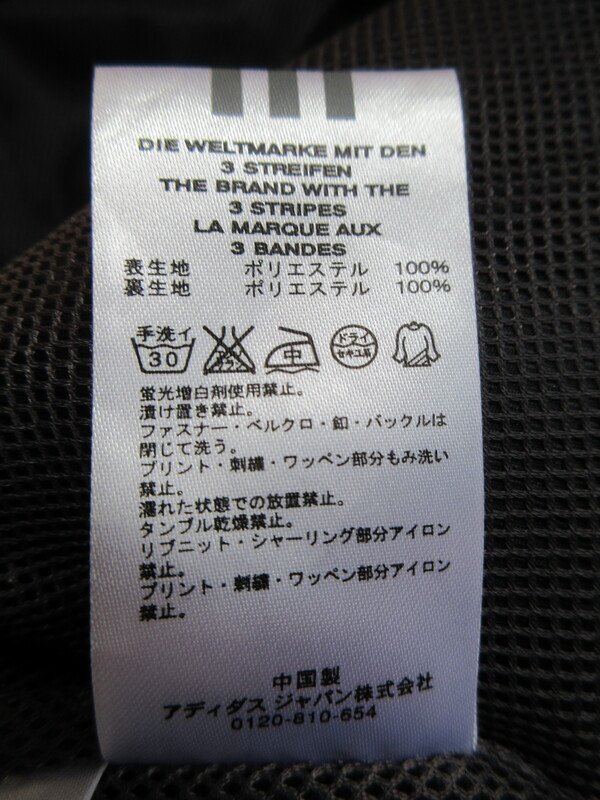 DIE WELTMARKE MIT DEN
3 STREIFEN
THE BRAND WITH THE
3 STRIPES
LA MARQUE AUX
3 BANDES
表生地 ポリエステル 100%
裏生地 ポリエステル 100%
手洗イ 30 エンソサラシ 中 ドライ セキユ系
蛍光増白剤使用禁止。
漬け置き禁止。
ファスナー・ベルクロ・釦・バックルは
閉じて洗う。
プリント・刺繍・ワッペン部分もみ洗い
禁止。
濡れた状態での放置禁止。
タンブル乾燥禁止。
リブニット・シャーリング部分アイロン
禁止。
プリント・刺繍・ワッペン部分アイロン
禁止。
中国製
アディダス ジャパン株式会社
0120-810-654